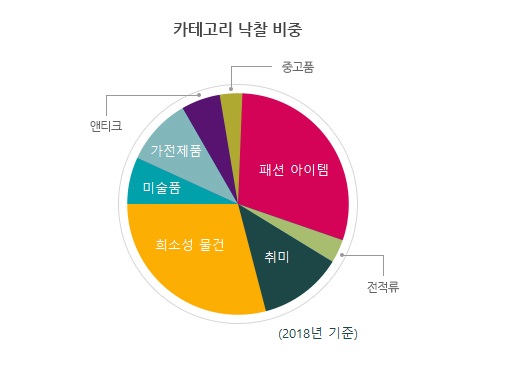 카테고리 낙찰 비중
중고품
앤티크
가전제품
패션 아이템
미술품
희소성 물건
취미
전적류
(2018년 기준)